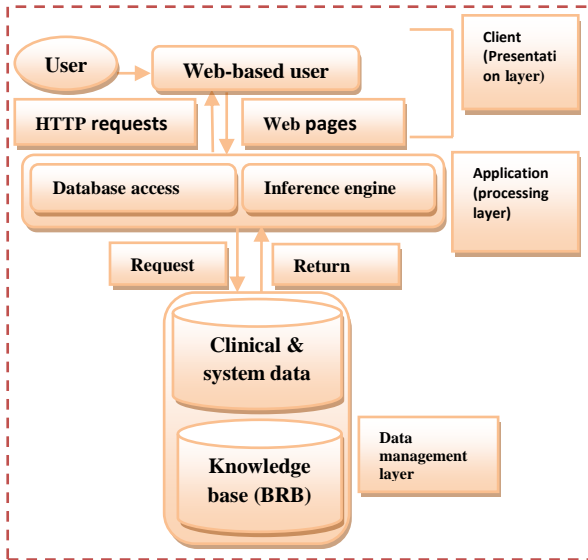 User
Web-based user
Client
(Presentati
on layer)
HTTP requests
Web pages
Database access
Inference engine
Application
(processing
layer)
Request
Return
Clinical &
system data
Knowledge
base (BRB)
Data
management
layer